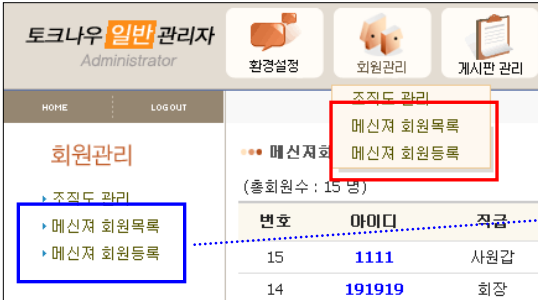 토크나우 일반 관리자
Administrator
환경설정
회원관리
게시판 관리
HOME
LOGOUT
조직도 관리
메신져 회원목록
메신져 회원등록
회원관리
조직도 관리
메신져 회원목록
메신져 회원등록
메신져회
(총회원수 : 15 명)
번호 아이디 직급
15 1111 사원갑
14 191919 회장